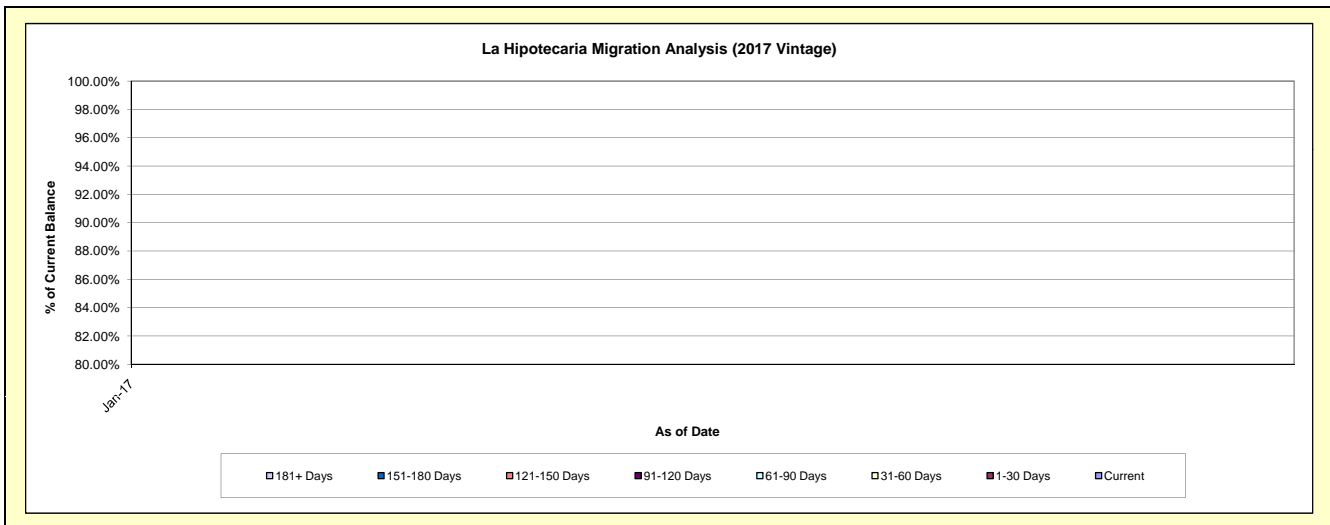 La Hipotecaria Migration Analysis (2017 Vintage)
100.00%
98.00%
96.00%
94.00%
92.00%
90.00%
88.00%
86.00%
84.00%
82.00%
80.00%
% of Current Balance
Jan-17
As of Date
181+ Days 151-180 Days 121-150 Days 91-120 Days 61-90 Days 31-60 Days 1-30 Days Current